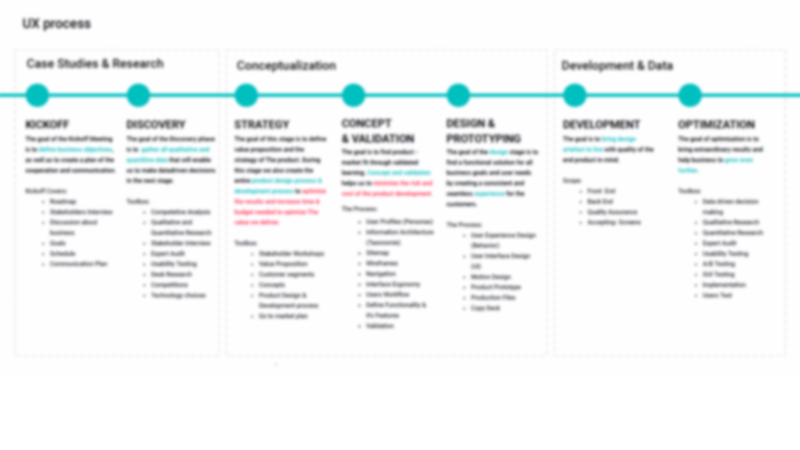 UX process
Case Studies & Research
Conceptualization
Development & Data
KICKOFF
The goal of the Kickoff Meeting
is to define business objectives,
as well as to create a plan of the
cooperation and communication.
Kickoff Covers:
Roadmap
Stakeholders Interview
Discussion about
business
Goals
Schedule
Communication Plan
DISCOVERY
The goal of the Discovery phase
is to gather all qualitative and
quantitive data that will enable
us to make datadriven decisions
in the next stage.
Toolbox:
Competetive Analysis
Qualitative and
Quantitative Research
Stakeholder Interview
Expert Audit
Usability Testing
Desk Research
Competitions
Technology choices
STRATEGY
The goal of this stage is to define
value proposition and the
strategy of The product. During
this stage we also create the
entire product design process &
development process to optimize
the results and increase time &
budget needed to optimize The
value we define.
Toolbox:
Stakeholder Workshops
Value Proposition
Customer segments
Concepts
Product Design &
Development process
Go to market plan
CONCEPT
& VALIDATION
The goal is to find product -
market fit through validated
learning. Concept and validation
helps us to minimize the risk and
cost of the product development.
The Process:
User Profiles (Personas)
Information Architecture
(Taxonomie)
Sitemap
Wireframes
Navigation
Interface Ergonomy
Users Workflow
Define Functionality &
It's Features
Validation
DESIGN &
PROTOTYPING
The goal of the design stage is to
find a functional solution for all
business goals and user needs
by creating a consistent and
seamless experience for the
customers.
The Process:
User Experience Design
(Behavior)
User Interface Design
(UI)
Motion Design
Product Prototype
Production Files
Copy Deck
DEVELOPMENT
The goal is to bring design
artefact to live with quality of the
end product in mind.
Scope:
Front End
Back End
Quality Assurance
Accepting Screens
OPTIMIZATION
The goal of optimization is to
bring extraordinary results and
help business to grow even
further.
Toolbox:
Data driven decision
making
Qualitative Research
Quantitative Research
Expert Audit
Usability Testing
A/B Testing
GUI Testing
Implementation
Users Test